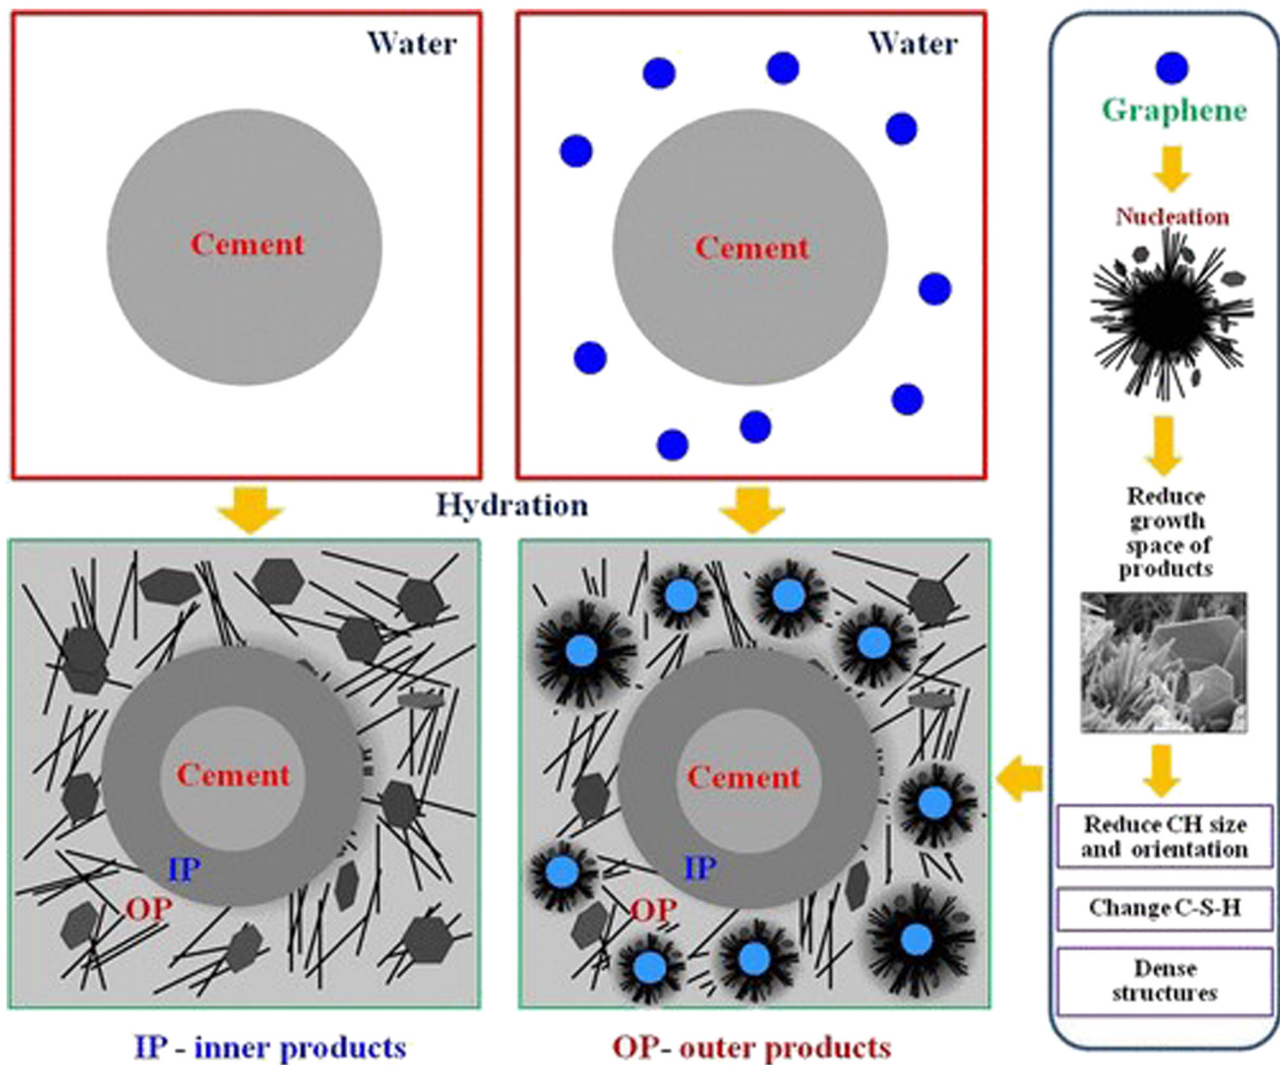 Water
Cement
Water
Cement
Hydration
Cement
IP
OP
Cement
IP
OP
IP - inner products
OP- outer products
Graphene
Nucleation
Reduce
growth
space of
products
Reduce CH size
and orientation
Change C-S-H
Dense
structures